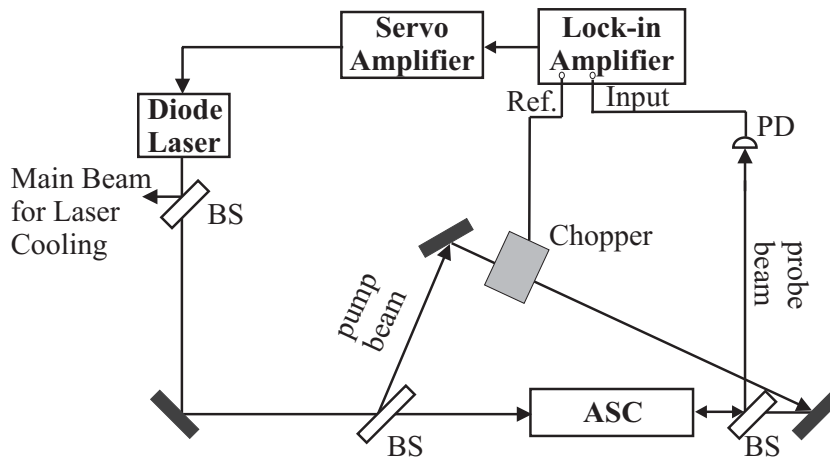 Servo
Amplifier
Lock-in
Amplifier
Ref.
Input
PD
Diode
Laser
Main Beam
for Laser
Cooling
BS
Chopper
pump
beam
probe
beam
ASC
BS
BS